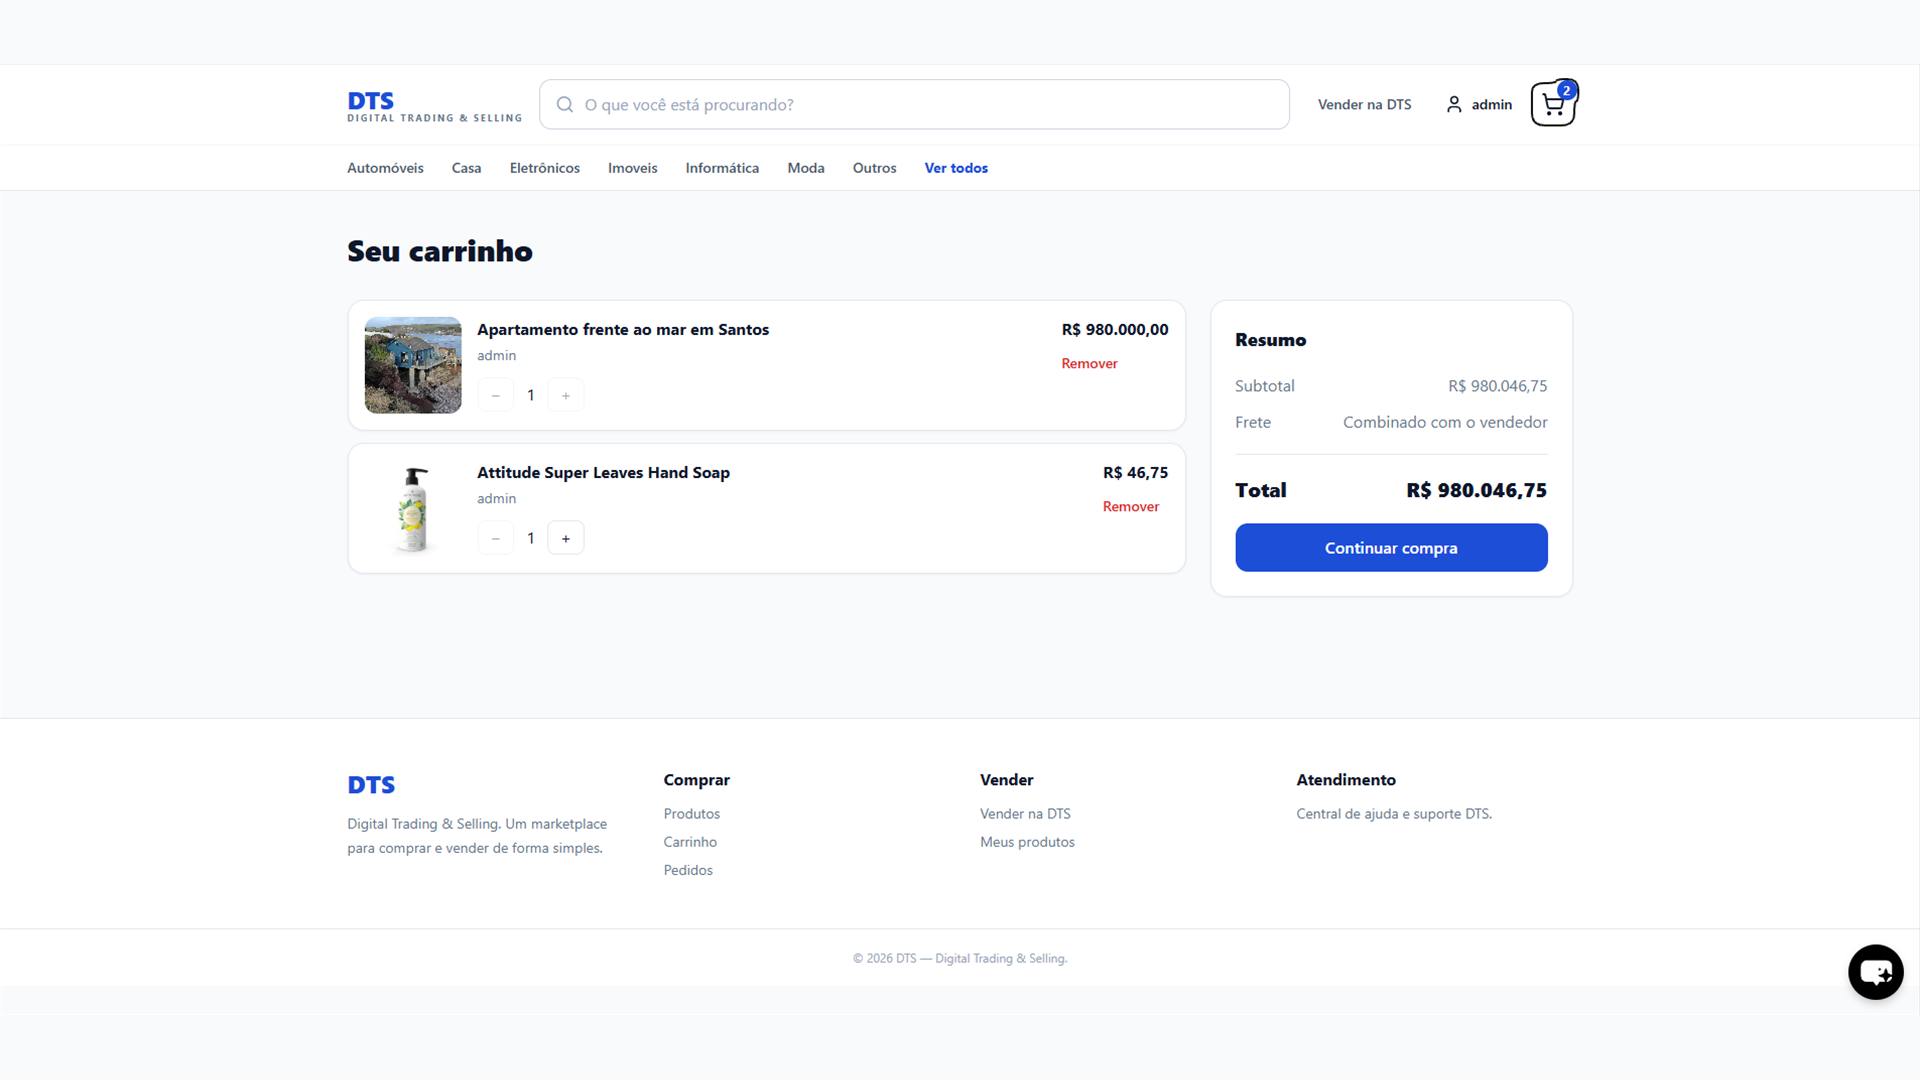 DTS
DIGITAL TRADING & SELLING
O que você está procurando?
Vender na DTS
admin
2
Automóveis
Casa
Eletrônicos
Imoveis
Informática
Moda
Outros
Ver todos
Seu carrinho
Apartamento frente ao mar em Santos
R$ 980.000,00
admin
Remover
− 1 +
Attitude Super Leaves Hand Soap
R$ 46,75
admin
Remover
− 1 +
Resumo
Subtotal R$ 980.046,75
Frete Combinado com o vendedor
Total R$ 980.046,75
Continuar compra
DTS
Digital Trading & Selling. Um marketplace
para comprar e vender de forma simples.
Comprar
Produtos
Carrinho
Pedidos
Vender
Vender na DTS
Meus produtos
Atendimento
Central de ajuda e suporte DTS.
© 2026 DTS — Digital Trading & Selling.